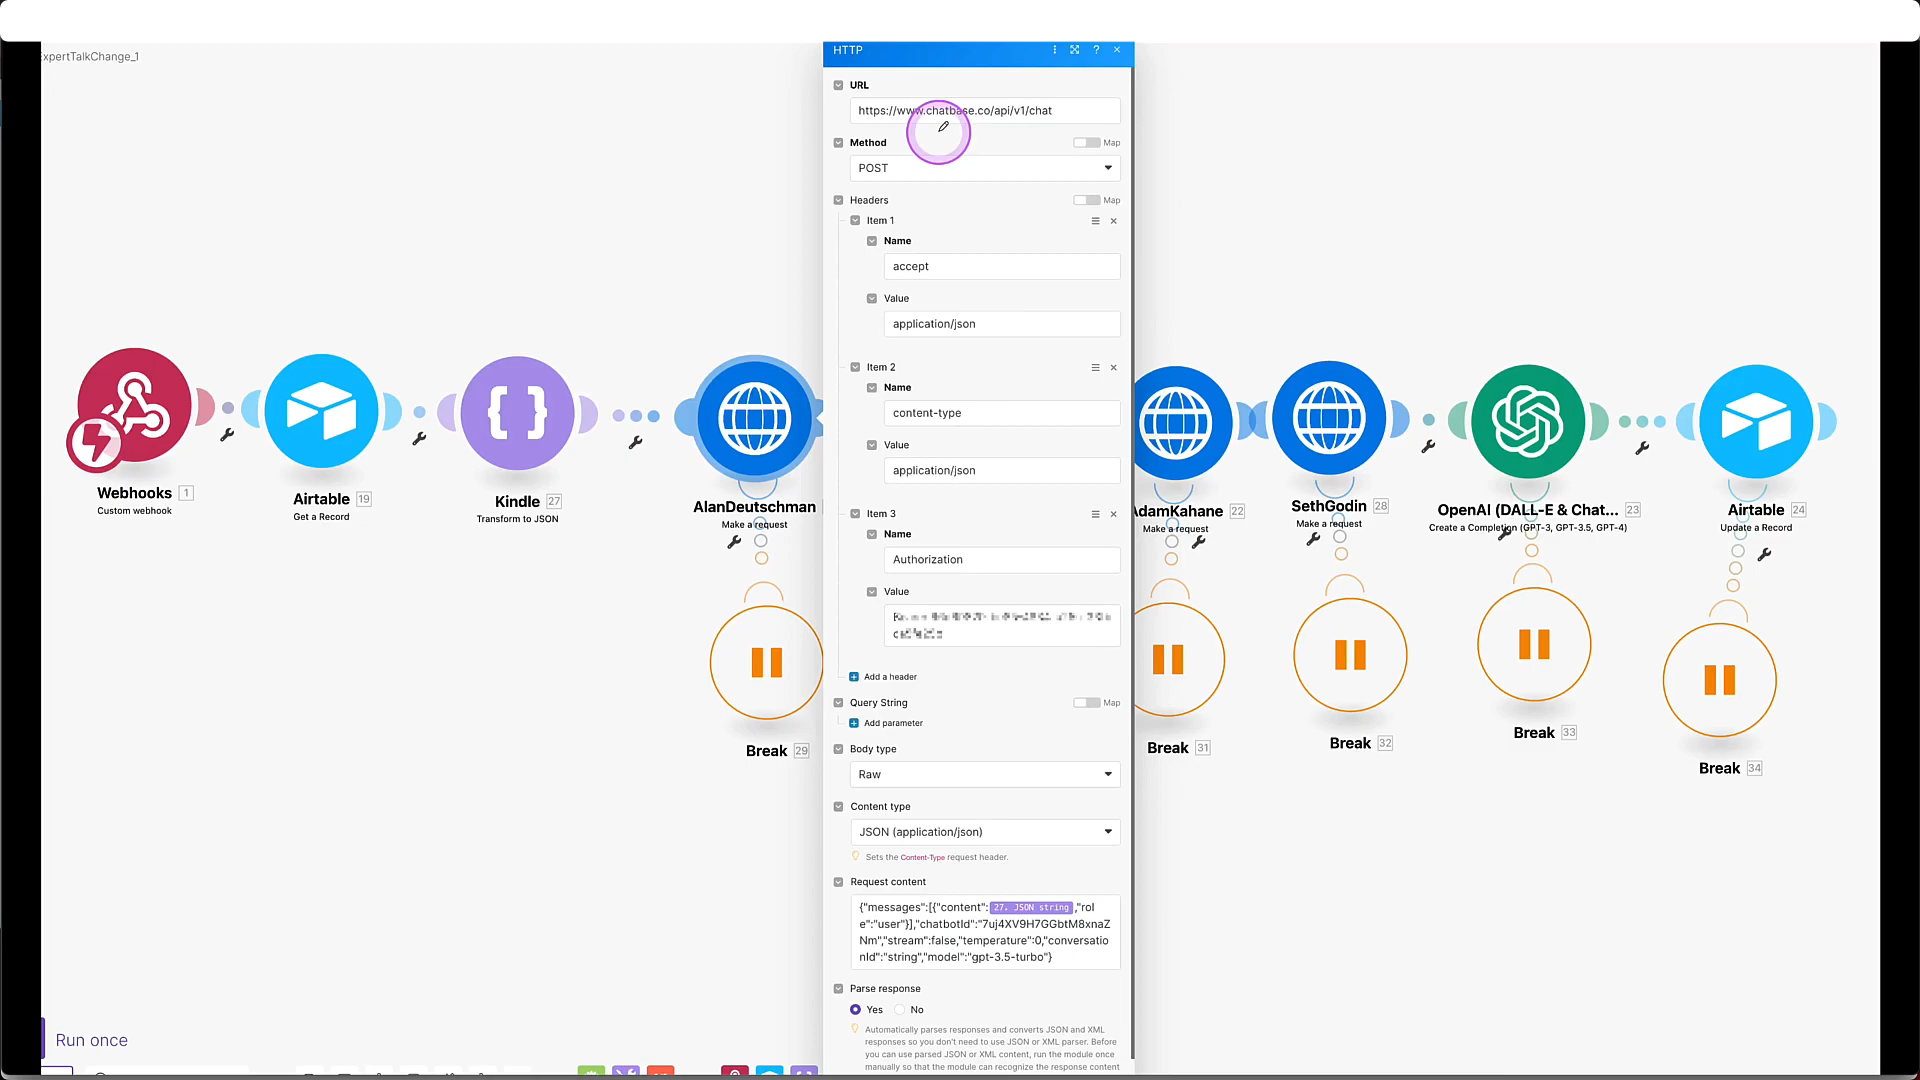 xpertTalkChange_1
HTTP
URL
https://www.chatbase.co/api/v1/chat
Method
Map
POST
Headers
Map
Item 1
Name
accept
Value
application/json
Item 2
Name
content-type
Value
application/json
Item 3
Name
Authorization
Value
Add a header
Query String
Map
Add parameter
Body type
Raw
Content type
JSON (application/json)
Sets the Content-Type request header.
Request content
{"messages":[{"content": 27. JSON string ,"rol
e":"user"}],"chatbotId":"7uj4XV9H7GGbtM8xnaZ
Nm","stream":false,"temperature":0,"conversatio
nId":"string","model":"gpt-3.5-turbo"}
Parse response
Yes No
Automatically parses responses and converts JSON and XML
responses so you don't need to use JSON or XML parser. Before
you can use parsed JSON or XML content, run the module once
manually so that the module can recognize the response content
Webhooks 1
Custom webhook
Airtable 19
Get a Record
Kindle 27
Transform to JSON
AlanDeutschman
Make a request
AdamKahane 22
Make a request
SethGodin 28
Make a request
OpenAI (DALL-E & Chat... 23
Create a Completion (GPT-3, GPT-3.5, GPT-4)
Airtable 24
Update a Record
Break 29
Break 31
Break 32
Break 33
Break 34
Run once